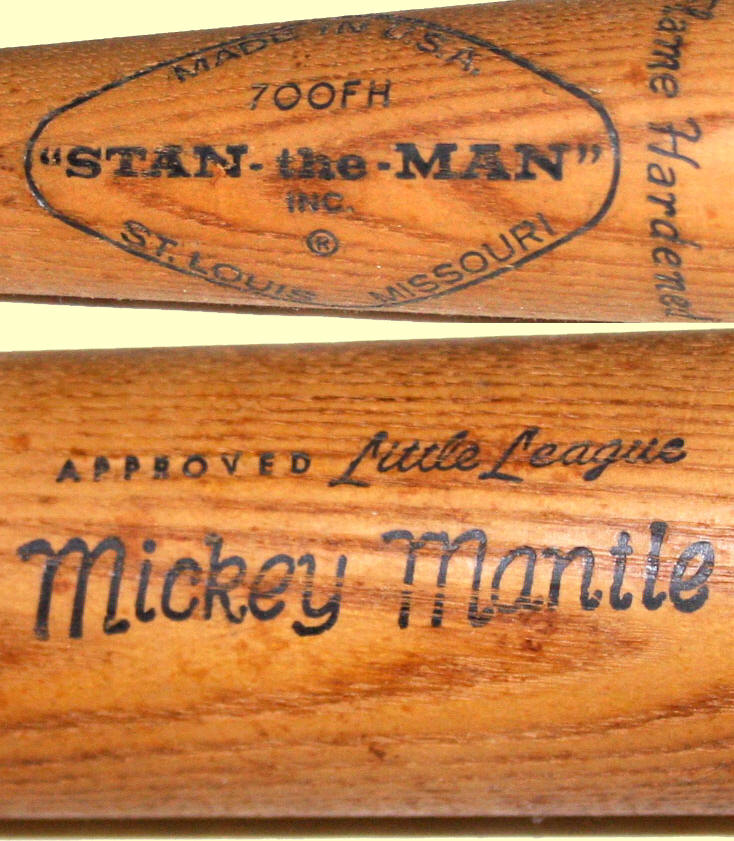 MADE IN U.S.A.
700FH
"STAN-the-MAN"
INC.
®
ST. LOUIS MISSOURI
Flame Hardened
APPROVED Little League
Mickey Mantle